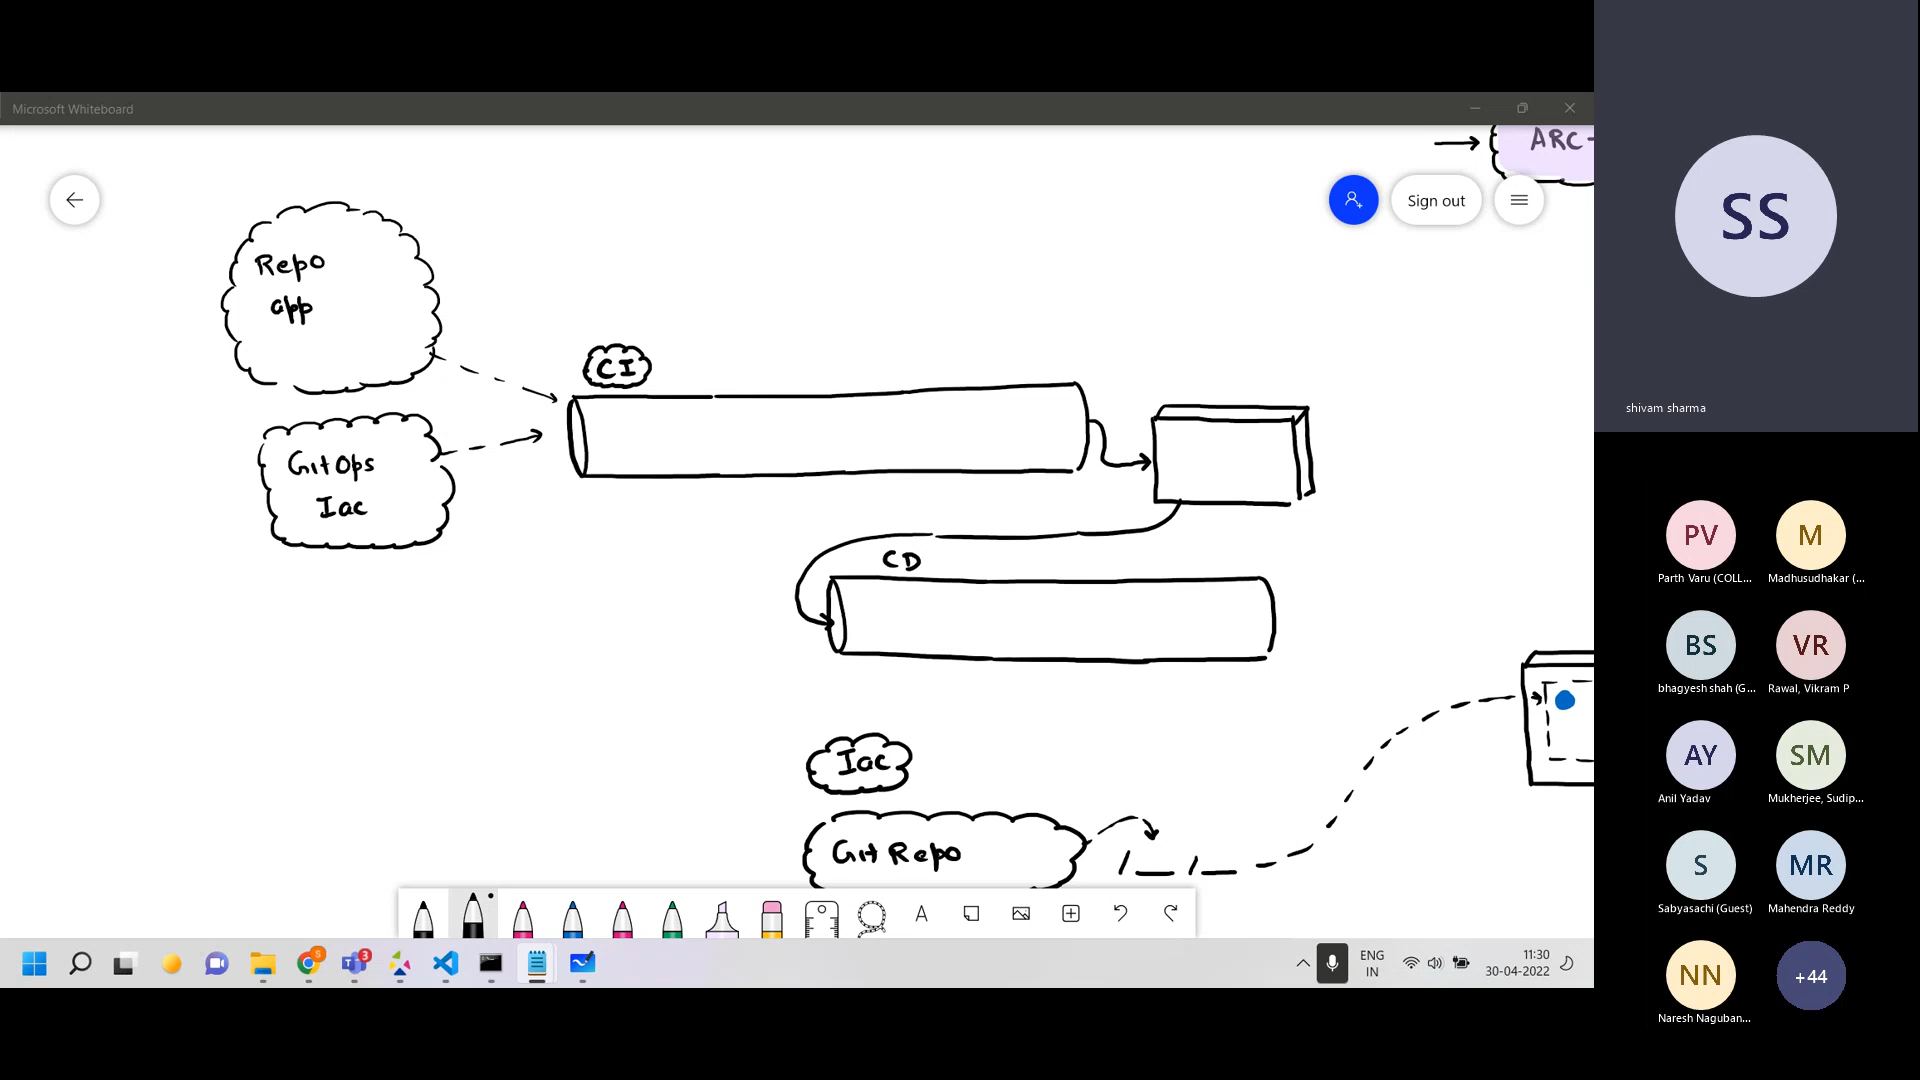 Microsoft Whiteboard
ARC-
Sign out
Repo
app
CI
GitOps
Iac
CD
Iac
Git Repo
A
S
3
ENG
IN
11:30
30-04-2022
SS
shivam sharma
PV
M
Parth Varu (COLL...
Madhusudhakar (...
BS
VR
bhagyesh shah (G...
Rawal, Vikram P
AY
SM
Anil Yadav
Mukherjee, Sudip...
S
MR
Sabyasachi (Guest)
Mahendra Reddy
NN
+44
Naresh Naguban...